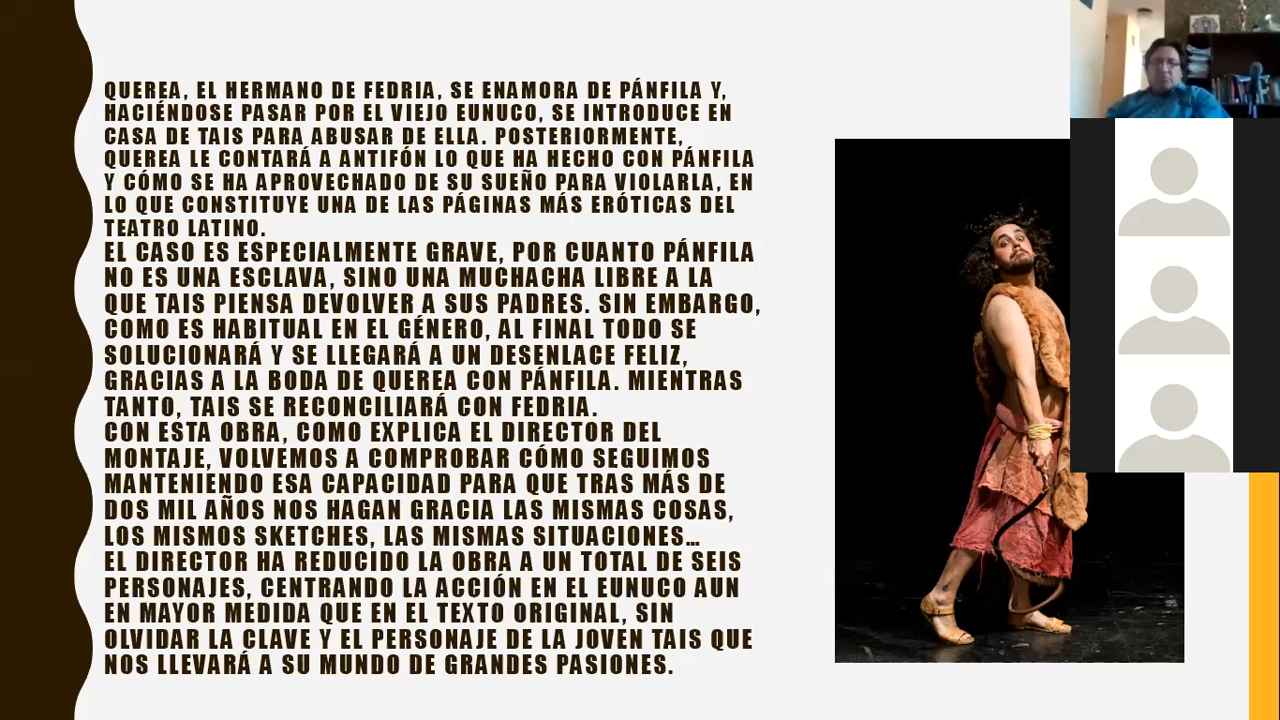 QUEREA, EL HERMANO DE FEDRIA, SE ENAMORA DE PÁNFILA Y,
HACIÉNDOSE PASAR POR EL VIEJO EUNUCO, SE INTRODUCE EN
CASA DE TAIS PARA ABUSAR DE ELLA. POSTERIORMENTE,
QUEREA LE CONTARÁ A ANTIFÓN LO QUE HA HECHO CON PÁNFILA
Y CÓMO SE HA APROVECHADO DE SU SUEÑO PARA VIOLARLA, EN
LO QUE CONSTITUYE UNA DE LAS PÁGINAS MÁS ERÓTICAS DEL
TEATRO LATINO.
EL CASO ES ESPECIALMENTE GRAVE, POR CUANTO PÁNFILA
NO ES UNA ESCLAVA, SINO UNA MUCHACHA LIBRE A LA
QUE TAIS PIENSA DEVOLVER A SUS PADRES. SIN EMBARGO,
COMO ES HABITUAL EN EL GÉNERO, AL FINAL TODO SE
SOLUCIONARÁ Y SE LLEGARÁ A UN DESENLACE FELIZ,
GRACIAS A LA BODA DE QUEREA CON PÁNFILA. MIENTRAS
TANTO, TAIS SE RECONCILIARÁ CON FEDRIA.
CON ESTA OBRA, COMO EXPLICA EL DIRECTOR DEL
MONTAJE, VOLVEMOS A COMPROBAR CÓMO SEGUIMOS
MANTENIENDO ESA CAPACIDAD PARA QUE TRAS MÁS DE
DOS MIL AÑOS NOS HAGAN GRACIA LAS MISMAS COSAS,
LOS MISMOS SKETCHES, LAS MISMAS SITUACIONES…
EL DIRECTOR HA REDUCIDO LA OBRA A UN TOTAL DE SEIS
PERSONAJES, CENTRANDO LA ACCIÓN EN EL EUNUCO AUN
EN MAYOR MEDIDA QUE EN EL TEXTO ORIGINAL, SIN
OLVIDAR LA CLAVE Y EL PERSONAJE DE LA JOVEN TAIS QUE
NOS LLEVARÁ A SU MUNDO DE GRANDES PASIONES.